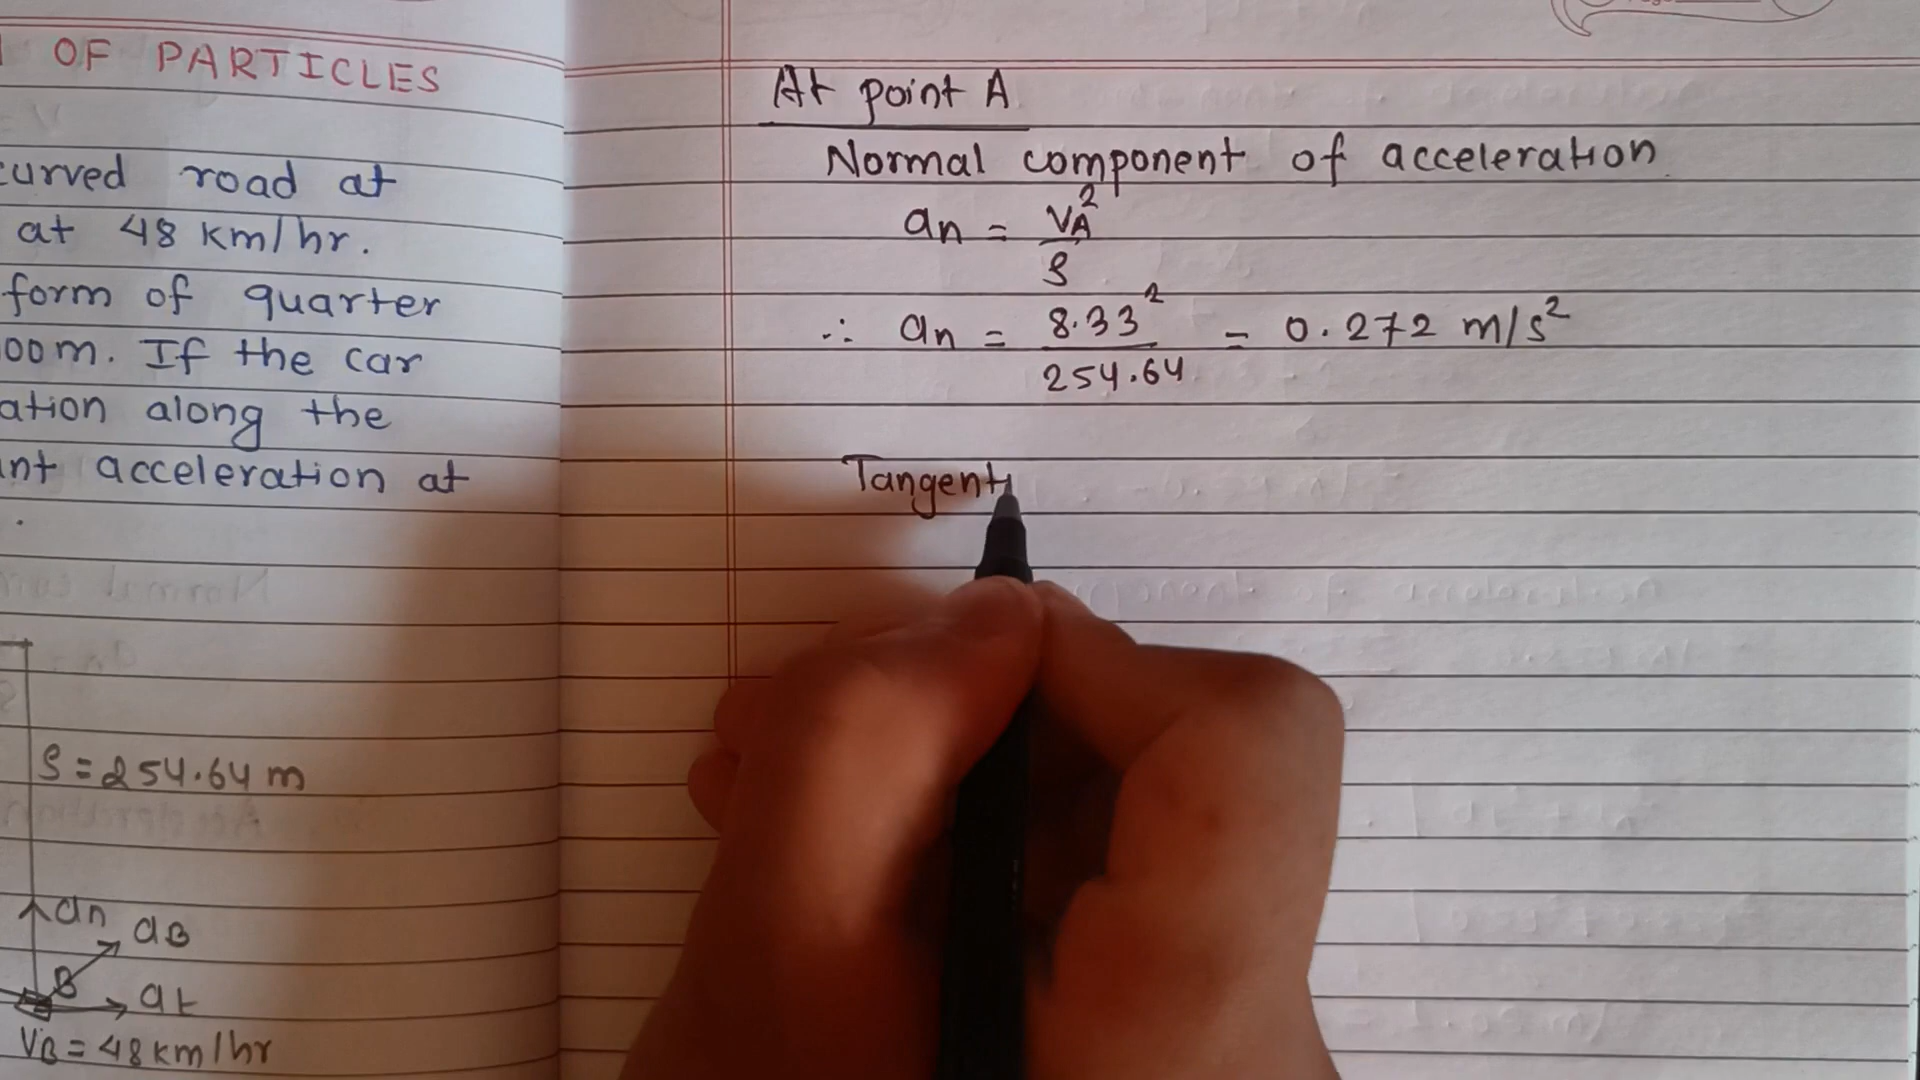 OF PARTICLES
curved road at
at 48 km/hr.
form of quarter
00m. If the car
ation along the
nt acceleration at
.
ρ = 254.64 m
an aB
B
at
VB = 48 km/hr
At point A
Normal component of acceleration
an = VA²
ρ
∴ an = 8.33² = 0.272 m/s²
254.64
Tangent